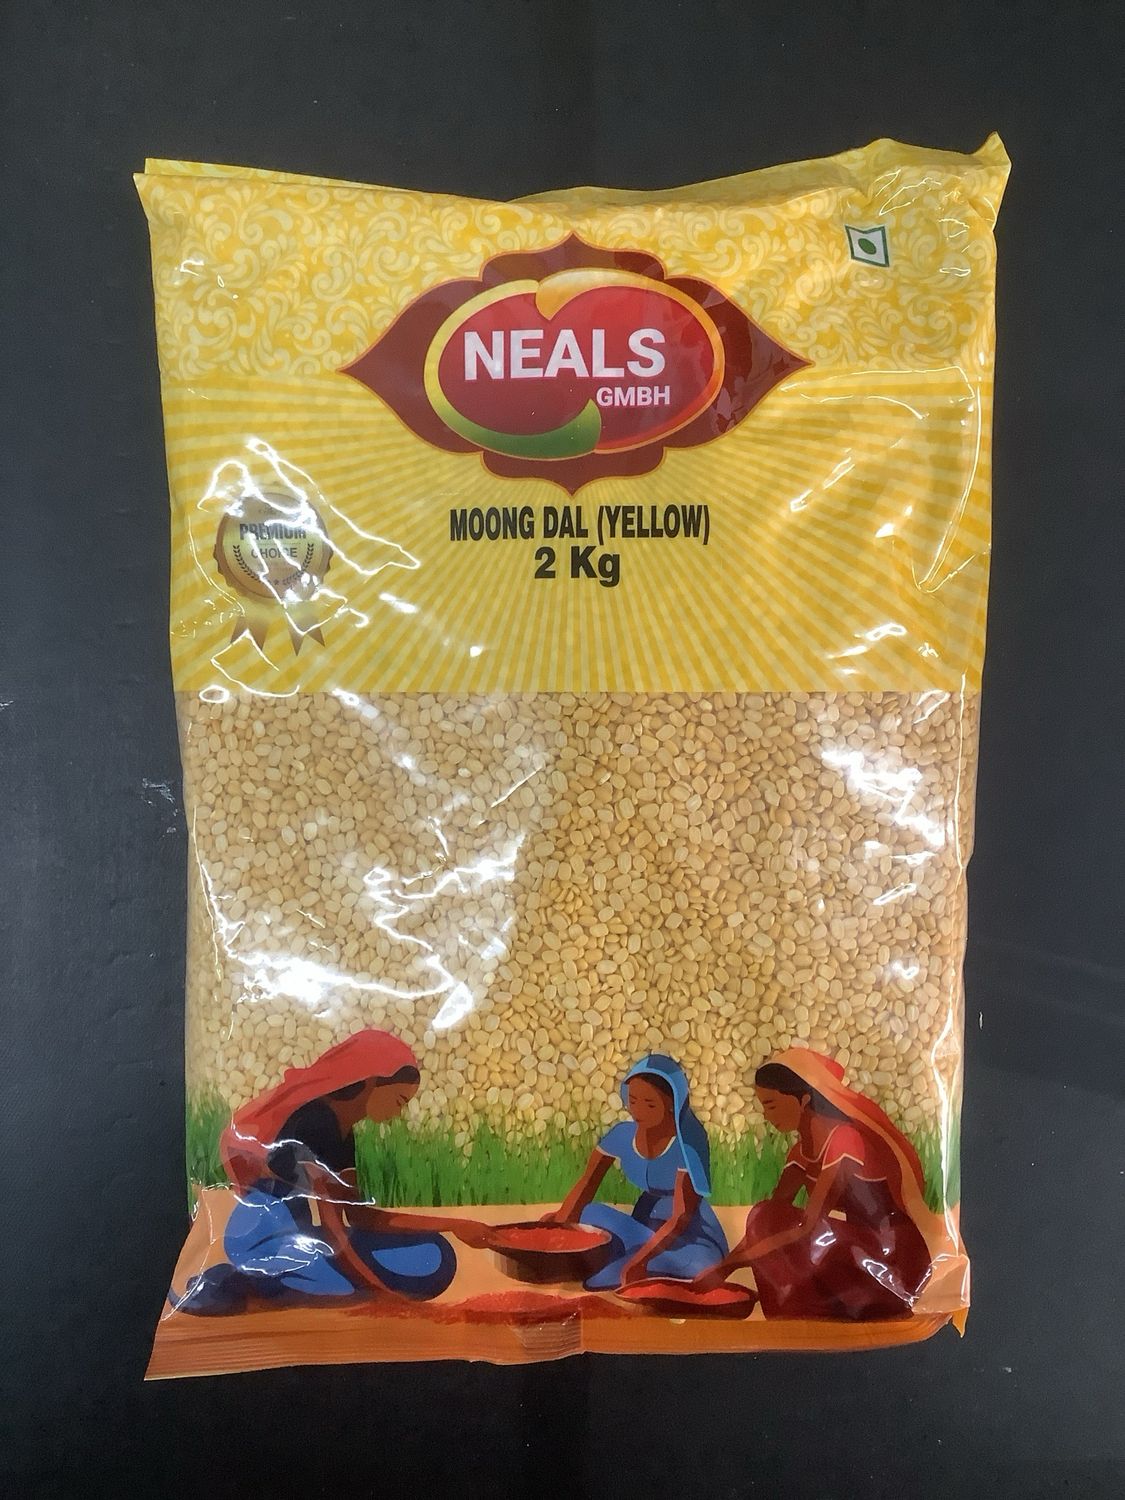 NEALS
GMBH
MOONG DAL (YELLOW)
2 Kg
PREMIUM
CHOICE